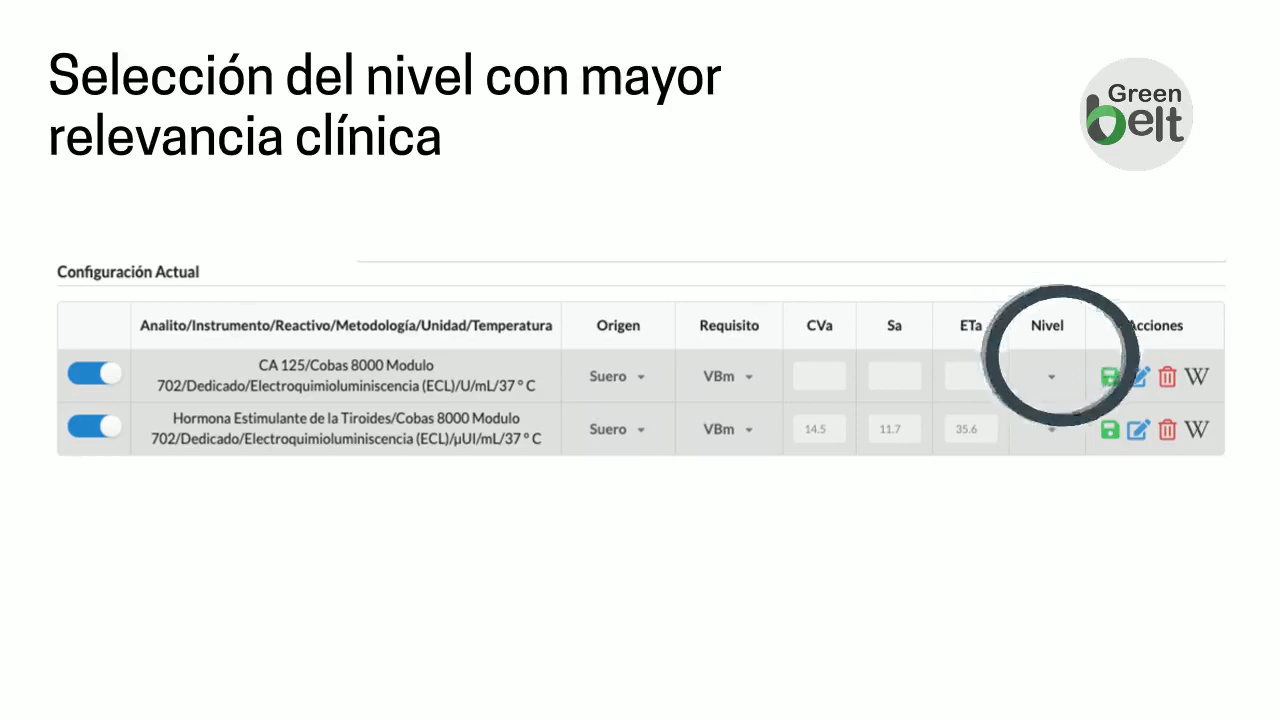 Selección del nivel con mayor
relevancia clínica
Green
belt
Configuración Actual
Analito/Instrumento/Reactivo/Metodología/Unidad/Temperatura Origen Requisito CVa Sa ETa Nivel Acciones
CA 125/Cobas 8000 Modulo
702/Dedicado/Electroquimioluminiscencia (ECL)/U/mL/37 º C Suero VBm W
Hormona Estimulante de la Tiroides/Cobas 8000 Modulo
702/Dedicado/Electroquimioluminiscencia (ECL)/µUI/mL/37 º C Suero VBm 14.5 11.7 35.6 W